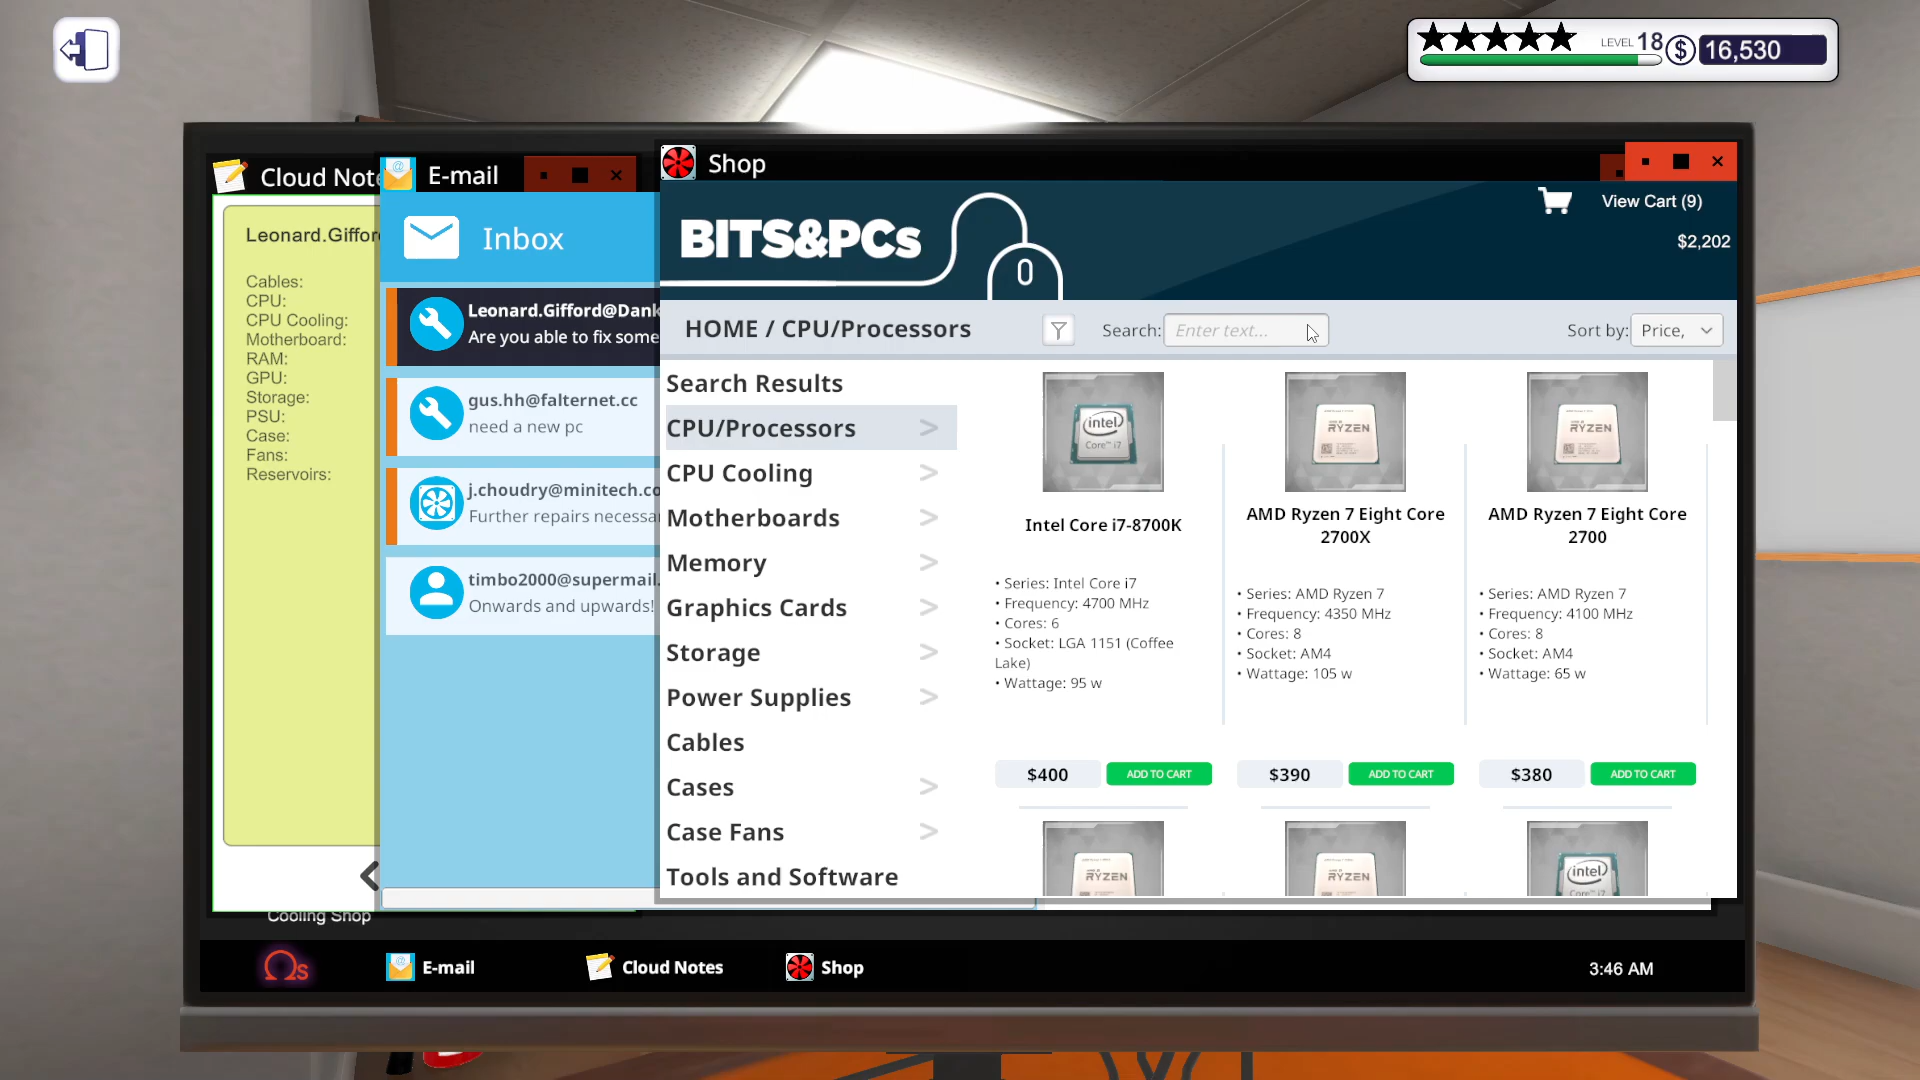 LEVEL 18
$ 16,530
Cloud Note
E-mail
Shop
View Cart (9)
$2,202
BITS&PCs
Leonard.Giffor
Cables:
CPU:
CPU Cooling:
Motherboard:
RAM:
GPU:
Storage:
PSU:
Case:
Fans:
Reservoirs:
Inbox
Leonard.Gifford@Dank
Are you able to fix some
gus.hh@falternet.cc
need a new pc
j.choudry@minitech.co
Further repairs necessa
timbo2000@supermail.
Onwards and upwards!
HOME / CPU/Processors
Search: Enter text...
Sort by: Price,
Search Results
CPU/Processors >
CPU Cooling >
Motherboards >
Memory >
Graphics Cards >
Storage >
Power Supplies >
Cables
Cases >
Case Fans >
Tools and Software
intel
Core™ i7
Intel Core i7-8700K
• Series: Intel Core i7
• Frequency: 4700 MHz
• Cores: 6
• Socket: LGA 1151 (Coffee
Lake)
• Wattage: 95 w
$400 ADD TO CART
RYZEN
AMD Ryzen 7 Eight Core
2700X
• Series: AMD Ryzen 7
• Frequency: 4350 MHz
• Cores: 8
• Socket: AM4
• Wattage: 105 w
$390 ADD TO CART
RYZEN
AMD Ryzen 7 Eight Core
2700
• Series: AMD Ryzen 7
• Frequency: 4100 MHz
• Cores: 8
• Socket: AM4
• Wattage: 65 w
$380 ADD TO CART
RYZEN
RYZEN
intel
Core™ i7
Cooling Shop
Ωs
E-mail
Cloud Notes
Shop
3:46 AM